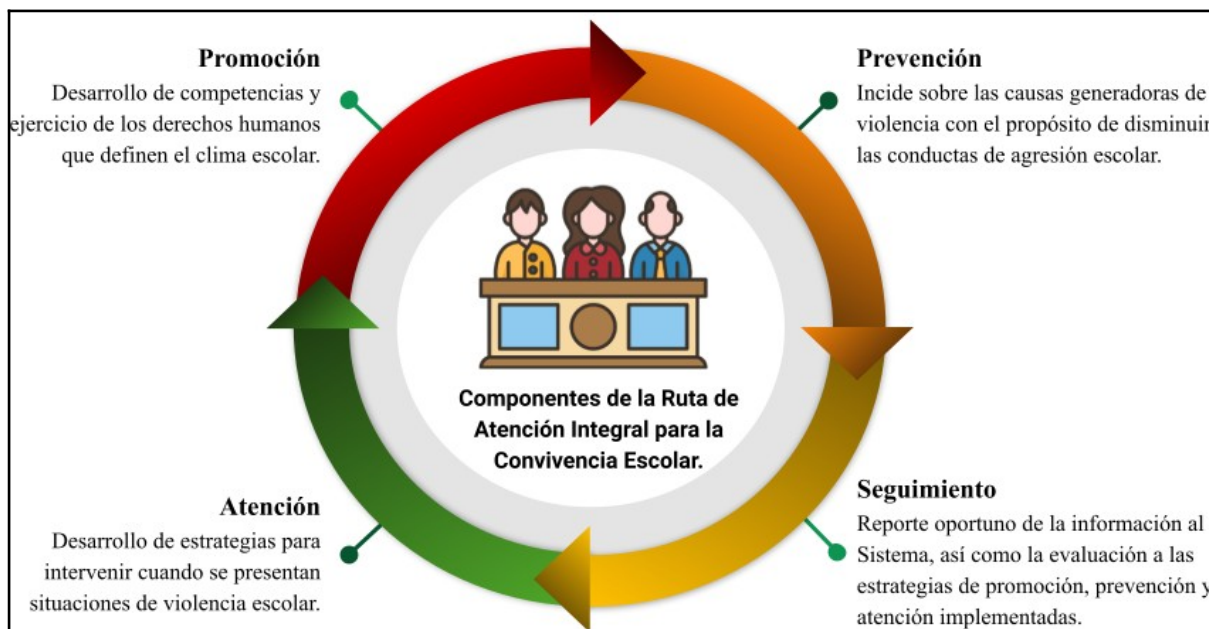 Promoción
Desarrollo de competencias y
ejercicio de los derechos humanos
que definen el clima escolar.
Prevención
Incide sobre las causas generadoras de
violencia con el propósito de disminuir
las conductas de agresión escolar.
Componentes de la Ruta de
Atención Integral para la
Convivencia Escolar.
Atención
Desarrollo de estrategias para
intervenir cuando se presentan
situaciones de violencia escolar.
Seguimiento
Reporte oportuno de la información al
Sistema, así como la evaluación a las
estrategias de promoción, prevención y
atención implementadas.